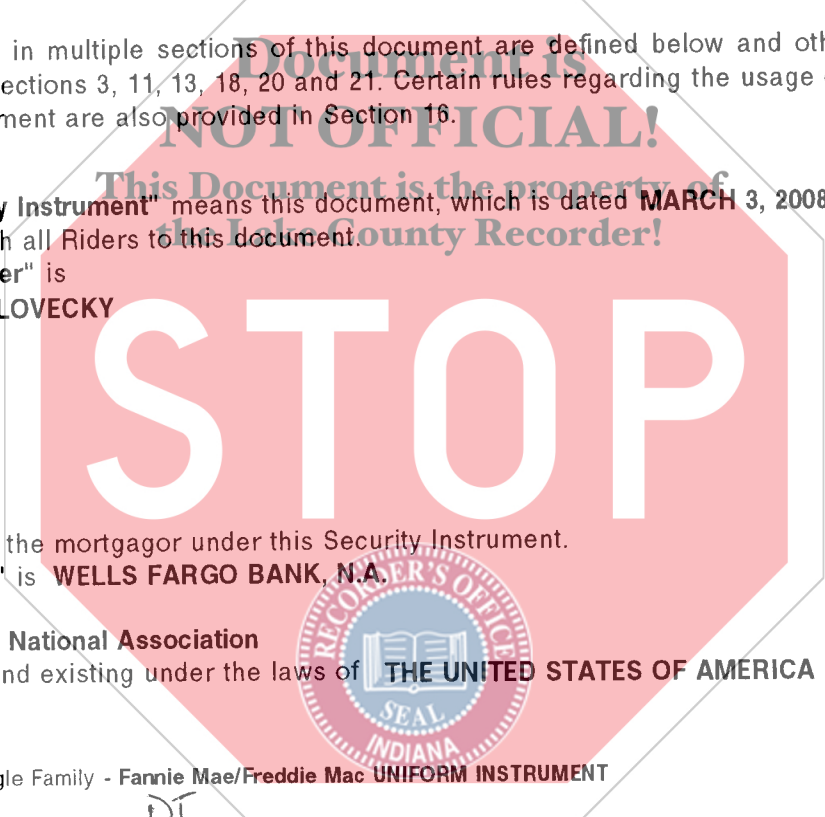 in multiple sections of this document are defined below and oth
ections 3, 11, 13, 18, 20 and 21. Certain rules regarding the usage
ment are also provided in Section 16.
Document is
NOT OFFICIAL!
This Document is the property of
the Lake County Recorder!
y Instrument" means this document, which is dated MARCH 3, 2008
h all Riders to this document.
er" is
LOVECKY
STOP
the mortgagor under this Security Instrument.
" is WELLS FARGO BANK, N.A.
National Association
nd existing under the laws of THE UNITED STATES OF AMERICA
RECORDER'S OFFICE
SEAL
INDIANA
gle Family - Fannie Mae/Freddie Mac UNIFORM INSTRUMENT